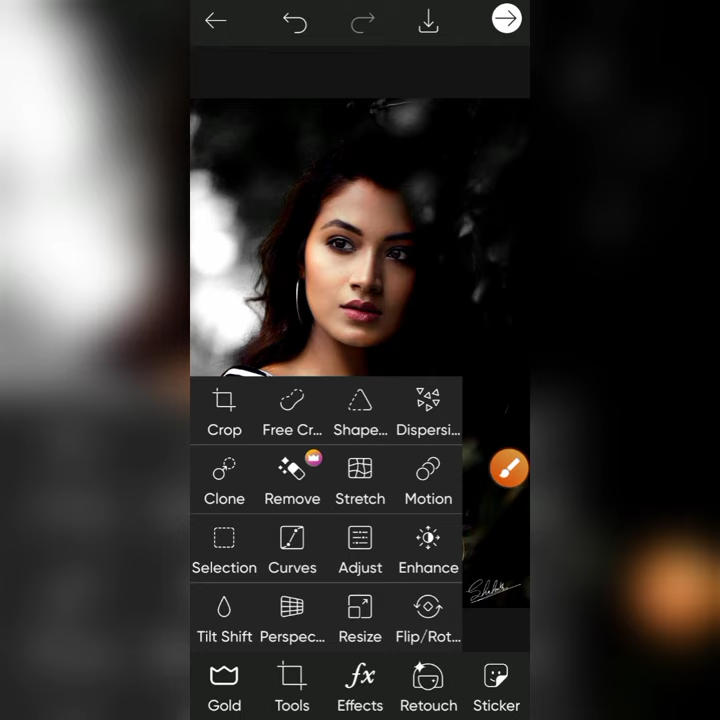 Crop Free Cr... Shape... Dispersi...
Clone Remove Stretch Motion
Selection Curves Adjust Enhance
Tilt Shift Perspec... Resize Flip/Rot...
fx
Gold Tools Effects Retouch Sticker